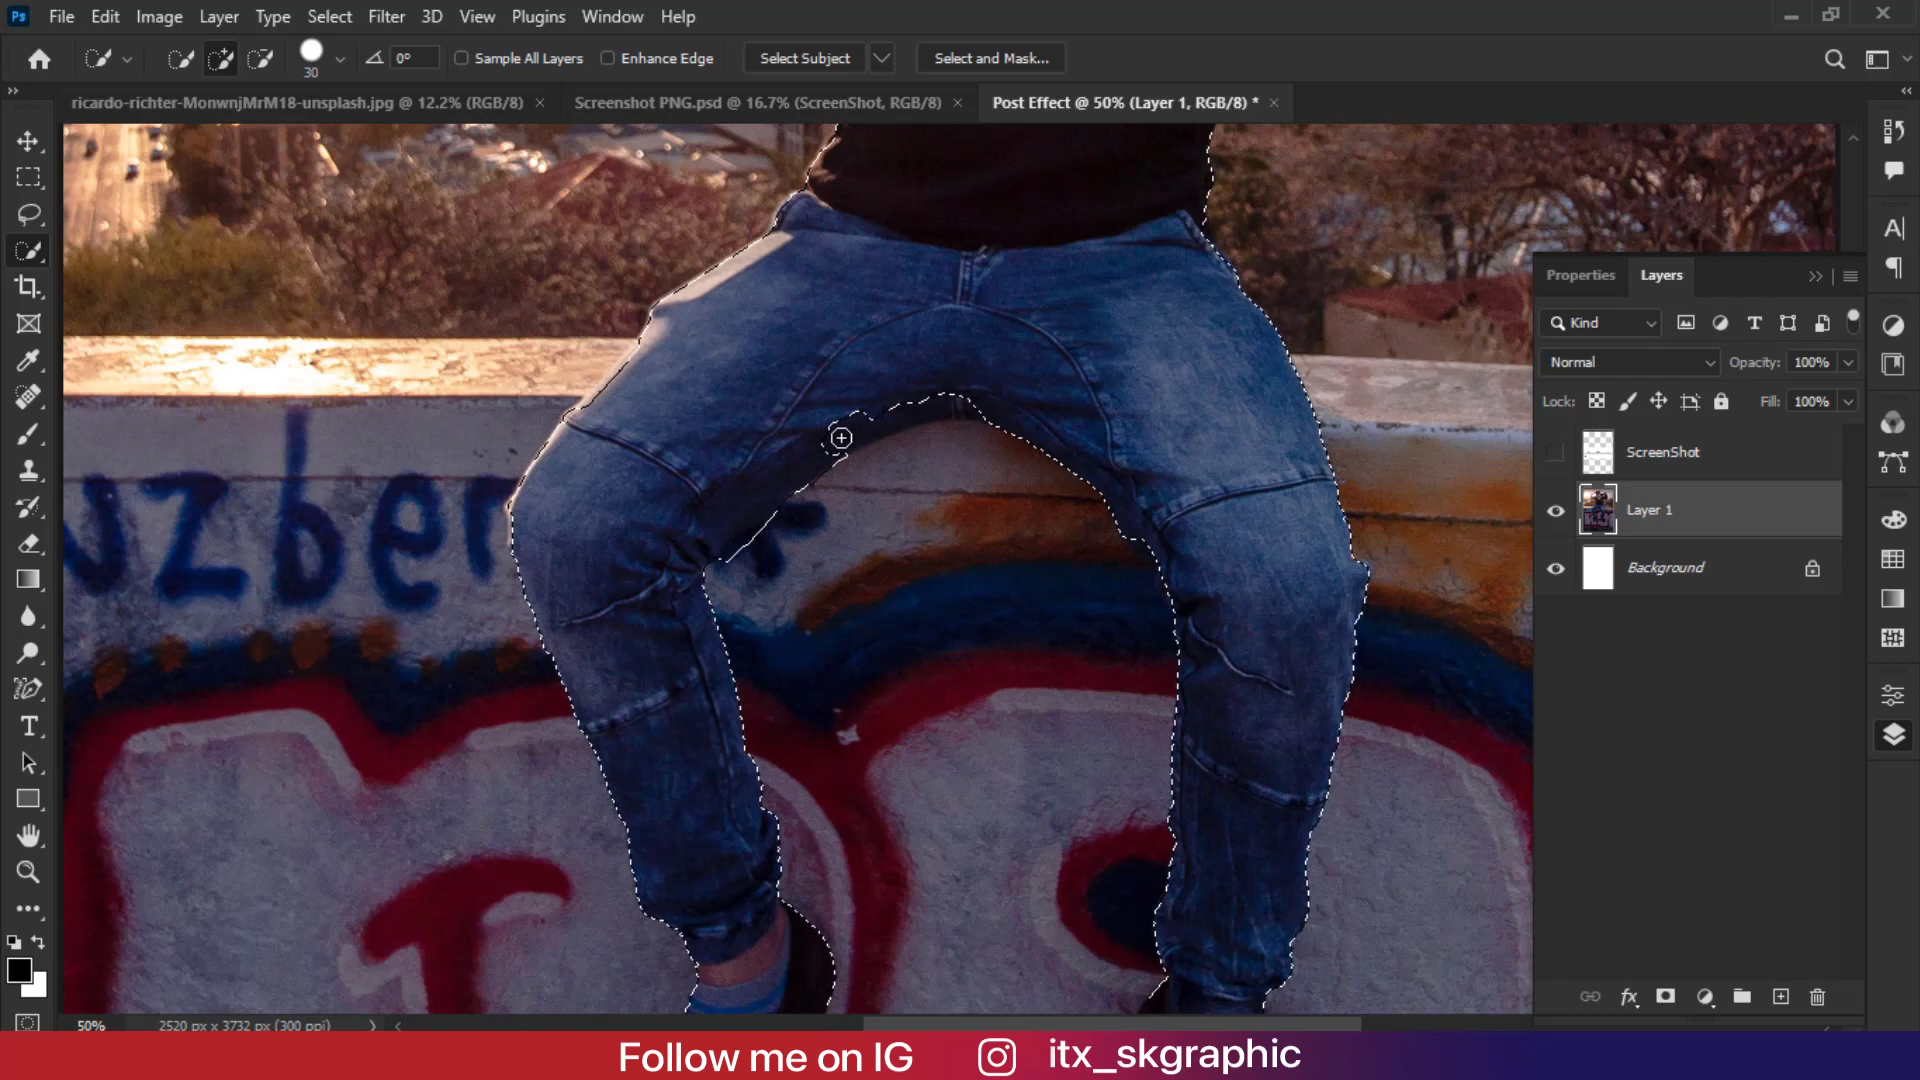 Ps File Edit Image Layer Type Select Filter 3D View Plugins Window Help
30 0° Sample All Layers Enhance Edge Select Subject Select and Mask...
ricardo-richter-MonwnjMrM18-unsplash.jpg @ 12.2% (RGB/8) × Screenshot PNG.psd @ 16.7% (ScreenShot, RGB/8) × Post Effect @ 50% (Layer 1, RGB/8) * ×
Properties Layers
Kind
Normal Opacity: 100%
Lock: Fill: 100%
ScreenShot
Layer 1
Background
uzber
50% 2520 px x 3732 px (300 ppi)
Follow me on IG itx_skgraphic